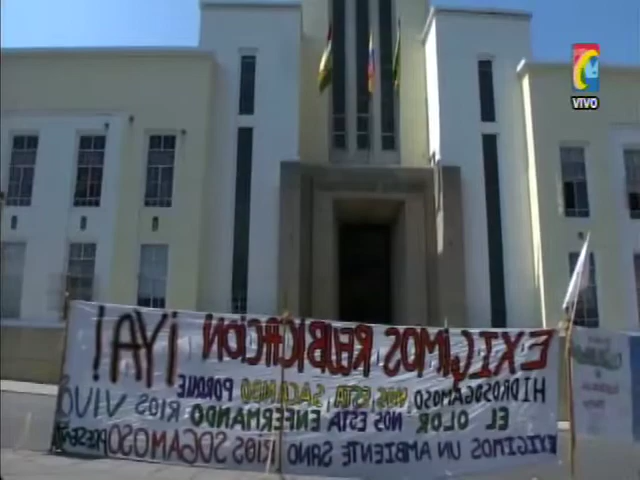 VIVO
EXIGIMOS REUBICACION ¡YA!
HIDROSOGAMOSO NOS ESTA SACANDO PORQUE
EL OLOR NOS ESTA ENFERMANDO RIOS VIVO
EXIGIMOS UN AMBIENTE SANO RIOS SOGAMOSO